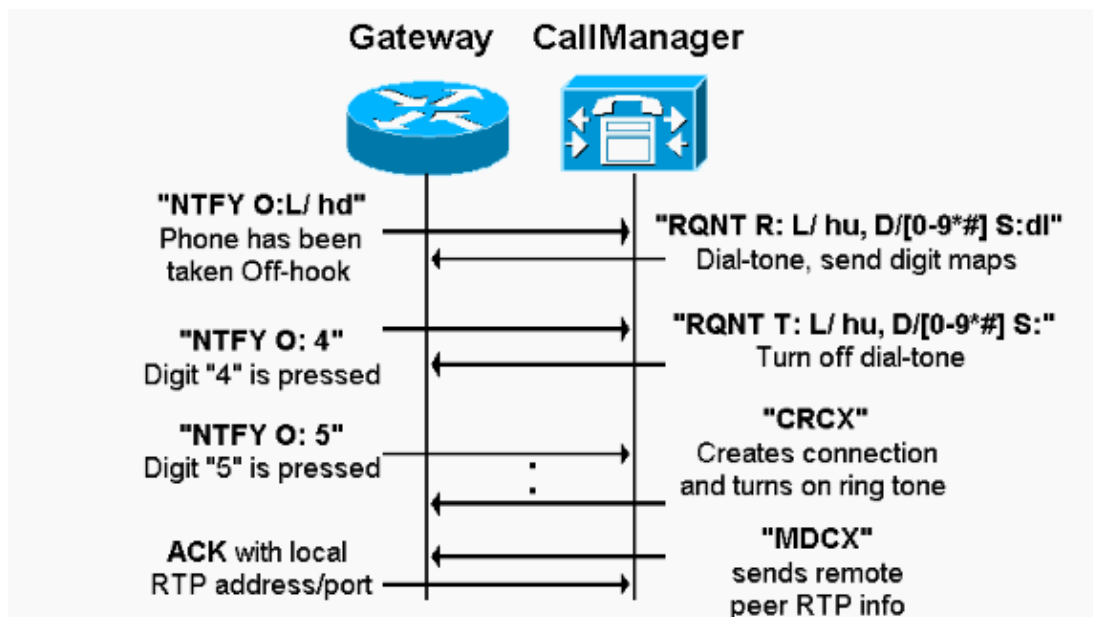 Gateway CallManager
"NTFY O:L/ hd"
Phone has been
taken Off-hook
"RQNT R: L/ hu, D/[0-9*#] S:dl"
Dial-tone, send digit maps
"NTFY O: 4"
Digit "4" is pressed
"RQNT T: L/ hu, D/[0-9*#] S:"
Turn off dial-tone
"NTFY O: 5"
Digit "5" is pressed
:
"CRCX"
Creates connection
and turns on ring tone
ACK with local
RTP address/port
"MDCX"
sends remote
peer RTP info